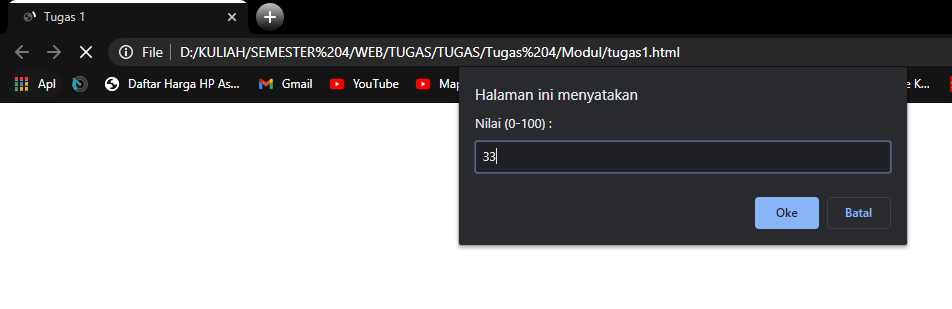 Tugas 1
File D:/KULIAH/SEMESTER%204/WEB/TUGAS/TUGAS/Tugas%204/Modul/tugas1.html
Apl Daftar Harga HP As... Gmail YouTube Map e K...
Halaman ini menyatakan
Nilai (0-100) :
33
Oke Batal